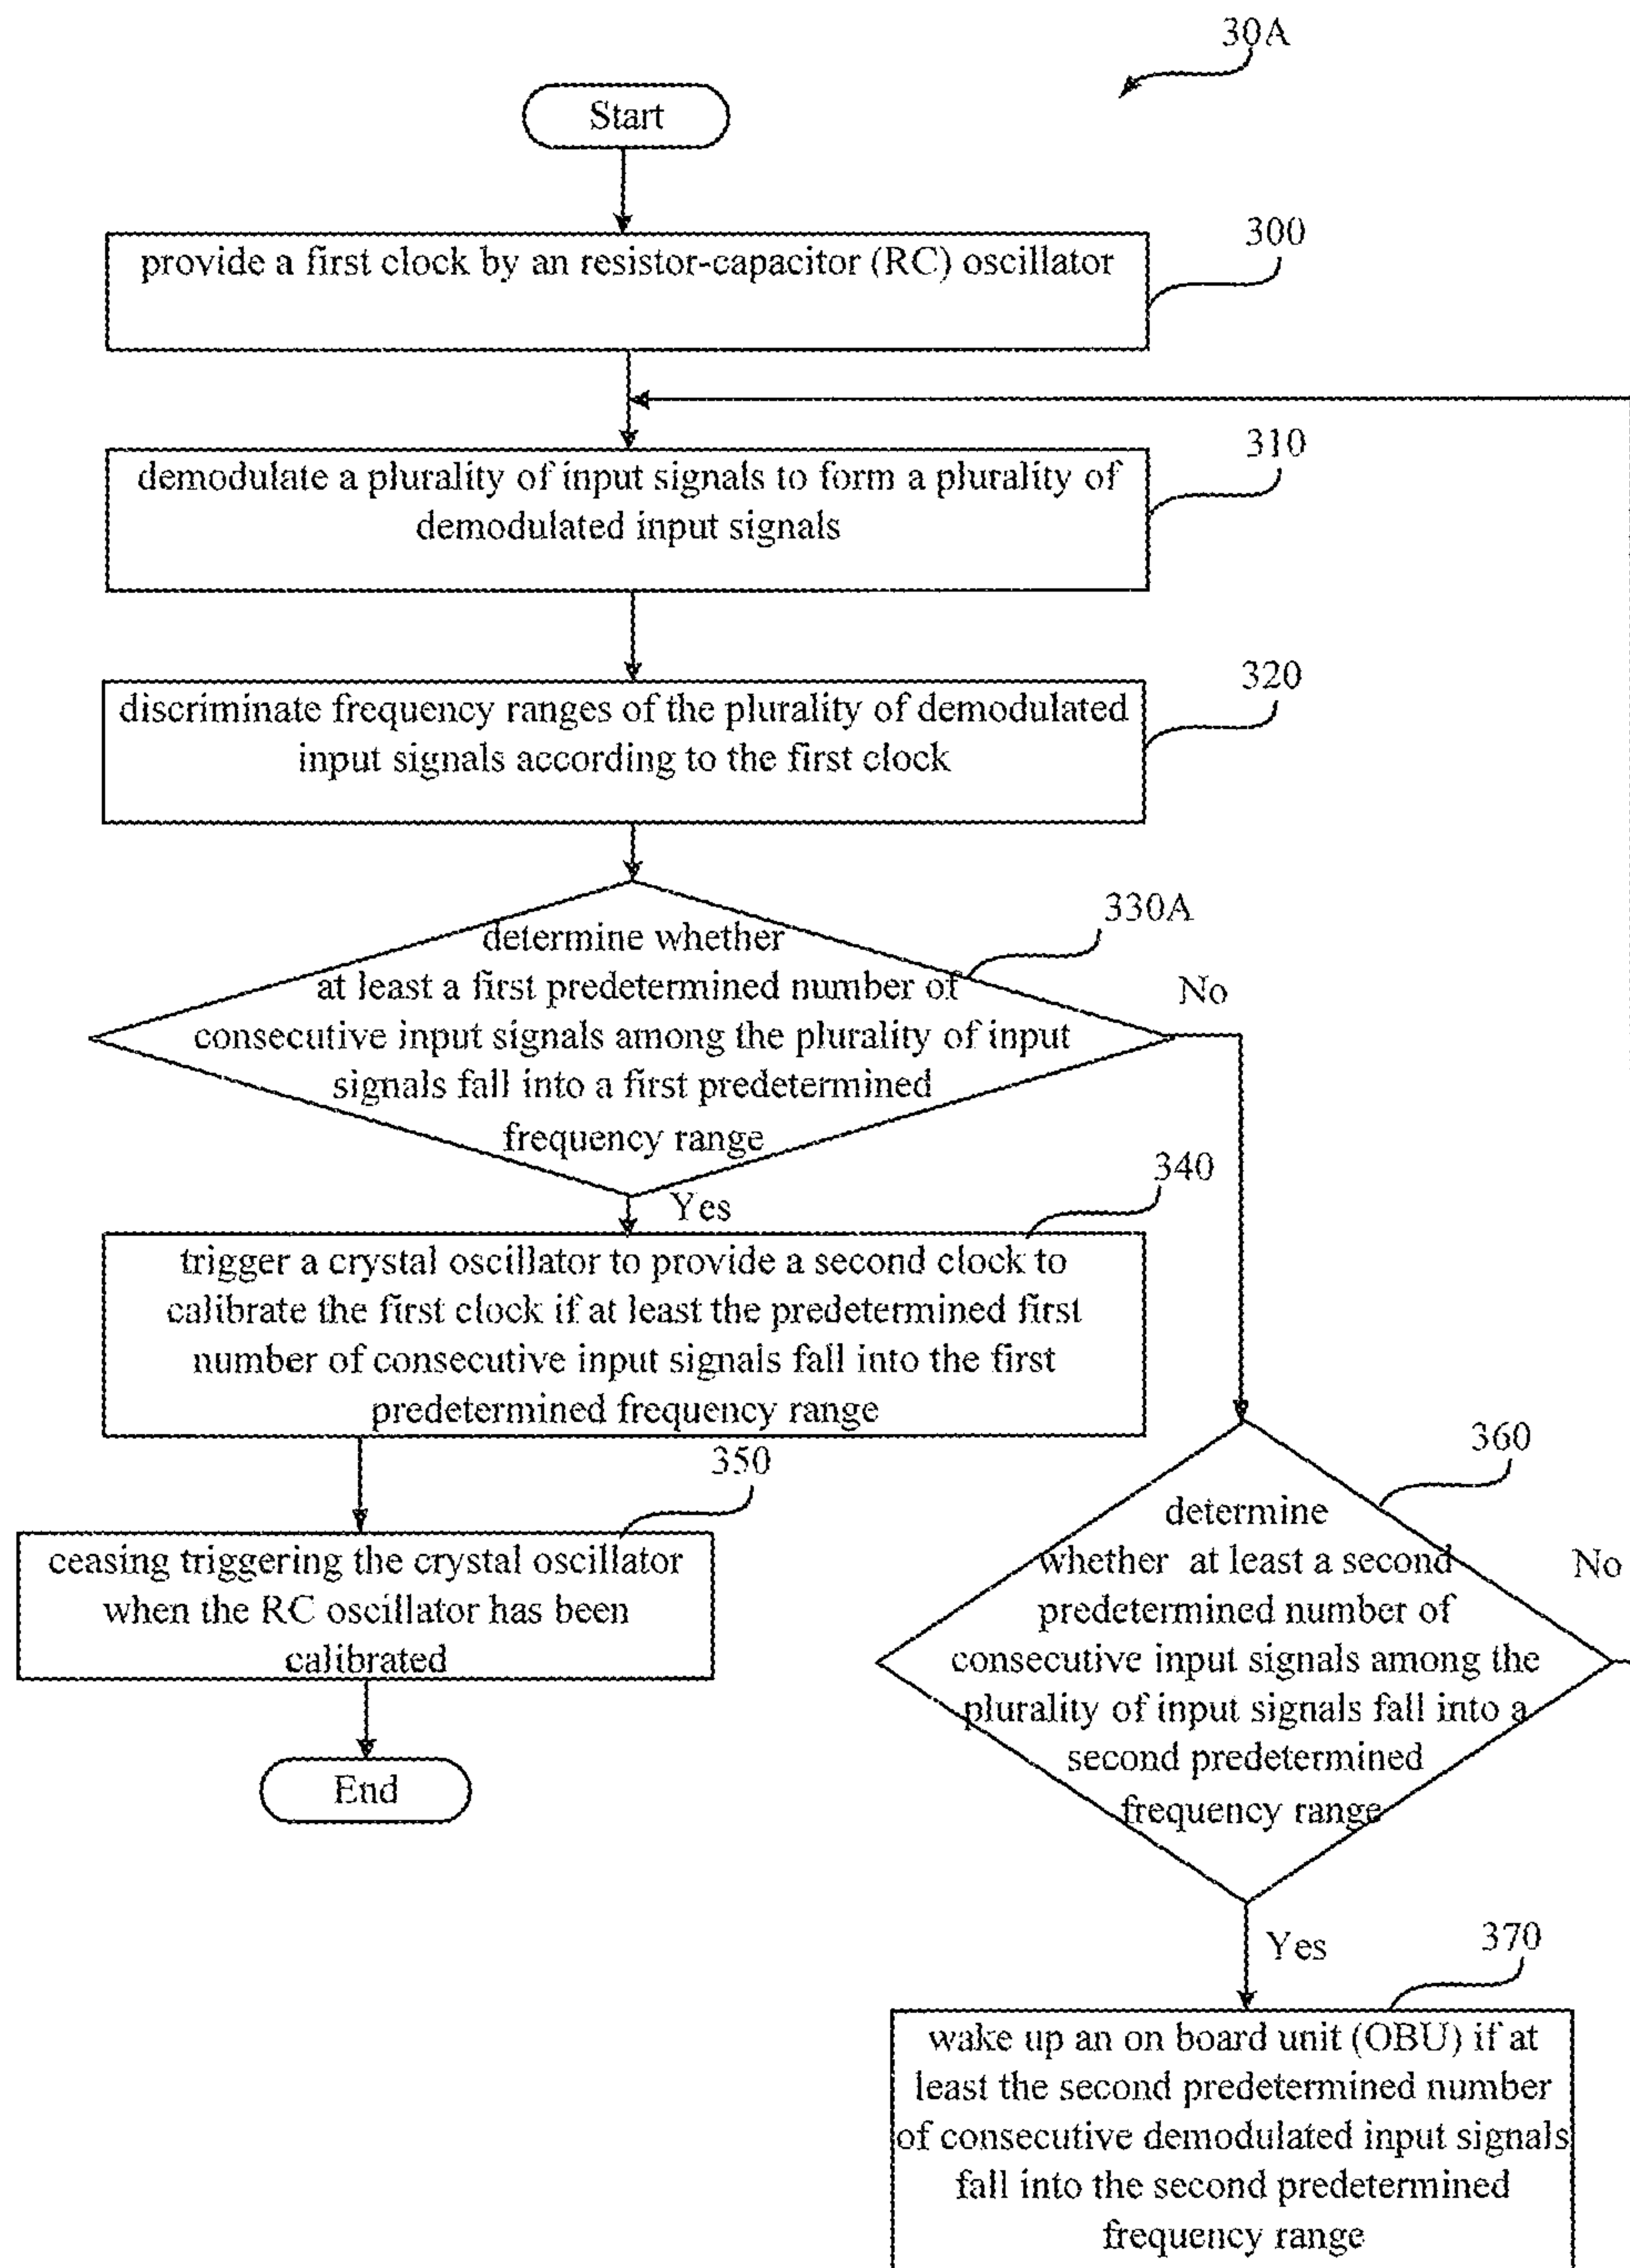 30A
Start
300
provide a first clock by an resistor-capacitor (RC) oscillator
310
demodulate a plurality of input signals to form a plurality of
demodulated input signals
320
discriminate frequency ranges of the plurality of demodulated
input signals according to the first clock
330A
determine whether
at least a first predetermined number of
consecutive input signals among the plurality of input
signals fall into a first predetermined
frequency range
No
Yes
340
trigger a crystal oscillator to provide a second clock to
calibrate the first clock if at least the predetermined first
number of consecutive input signals fall into the first
predetermined frequency range
350
ceasing triggering the crystal oscillator
when the RC oscillator has been
calibrated
End
360
determine
whether at least a second
predetermined number of
consecutive input signals among the
plurality of input signals fall into a
second predetermined
frequency range
No
Yes
370
wake up an on board unit (OBU) if at
least the second predetermined number
of consecutive demodulated input signals
fall into the second predetermined
frequency range